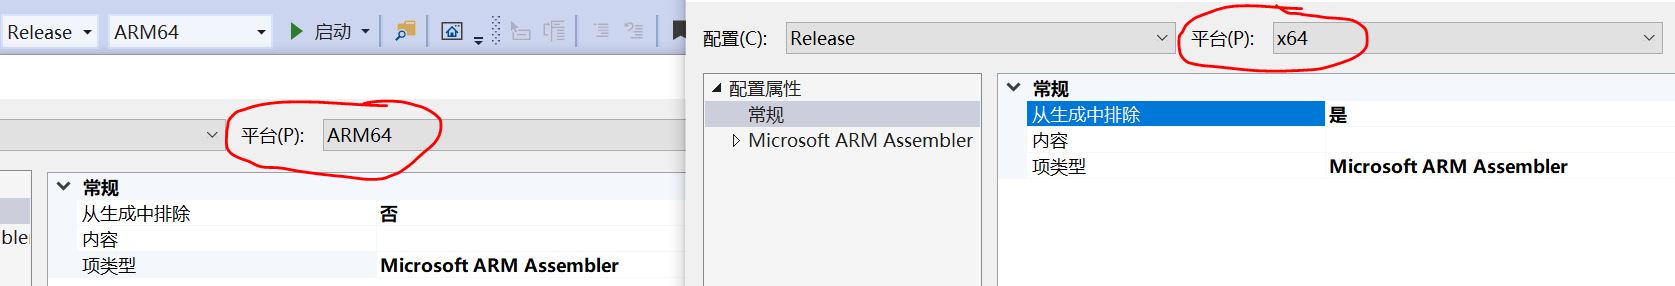 Release ARM64 启动
平台(P): ARM64
常规
从生成中排除 否
内容
项类型 Microsoft ARM Assembler
配置(C): Release 平台(P): x64
配置属性
常规
Microsoft ARM Assembler
常规
从生成中排除 是
内容
项类型 Microsoft ARM Assembler